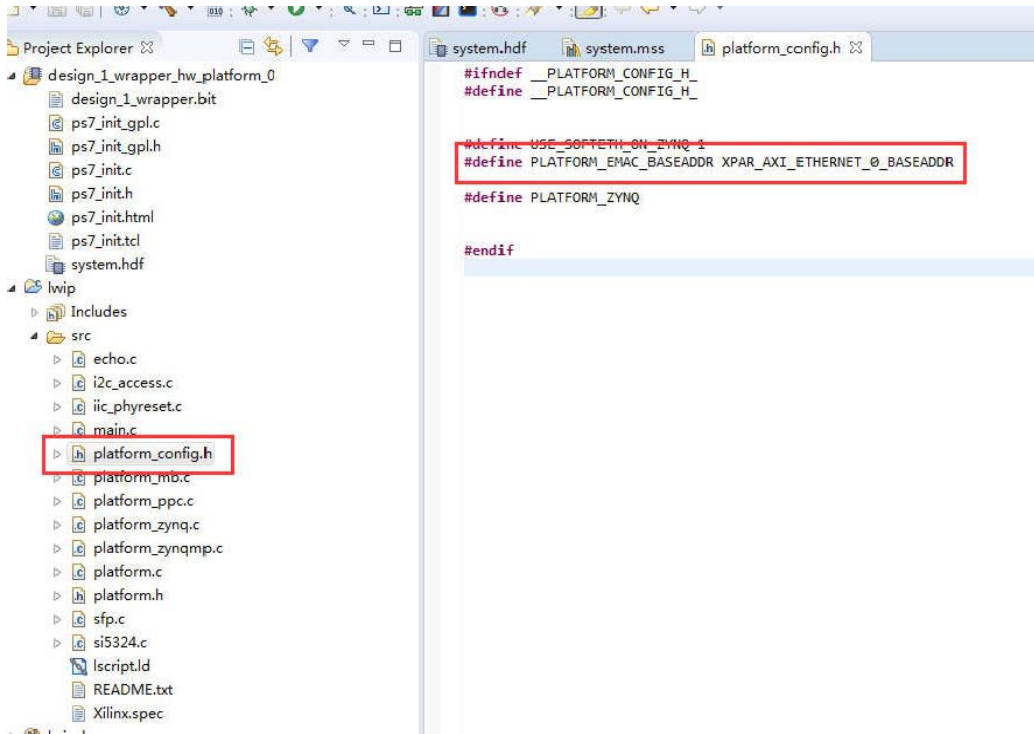 Project Explorer
design_1_wrapper_hw_platform_0
design_1_wrapper.bit
ps7_init_gpl.c
ps7_init_gpl.h
ps7_init.c
ps7_init.h
ps7_init.html
ps7_init.tcl
system.hdf
lwip
Includes
src
echo.c
i2c_access.c
iic_phyreset.c
main.c
platform_config.h
platform_mb.c
platform_ppc.c
platform_zynq.c
platform_zynqmp.c
platform.c
platform.h
sfp.c
si5324.c
lscript.ld
README.txt
Xilinx.spec
system.hdf system.mss platform_config.h
#ifndef __PLATFORM_CONFIG_H_
#define __PLATFORM_CONFIG_H_
#define USE_SOFTETH_ON_ZYNQ 1
#define PLATFORM_EMAC_BASEADDR XPAR_AXI_ETHERNET_0_BASEADDR
#define PLATFORM_ZYNQ
#endif